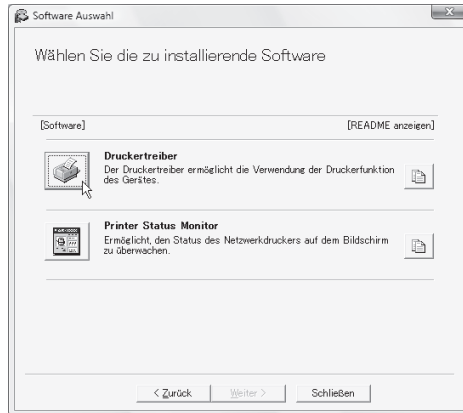 Software Auswahl
Wählen Sie die zu installierende Software
[Software] [README anzeigen]
Druckertreiber
Der Druckertreiber ermöglicht die Verwendung der Druckerfunktion
des Gerätes.
Printer Status Monitor
Ermöglicht, den Status des Netzwerkdruckers auf dem Bildschirm
zu überwachen.
< Zurück Weiter > Schließen